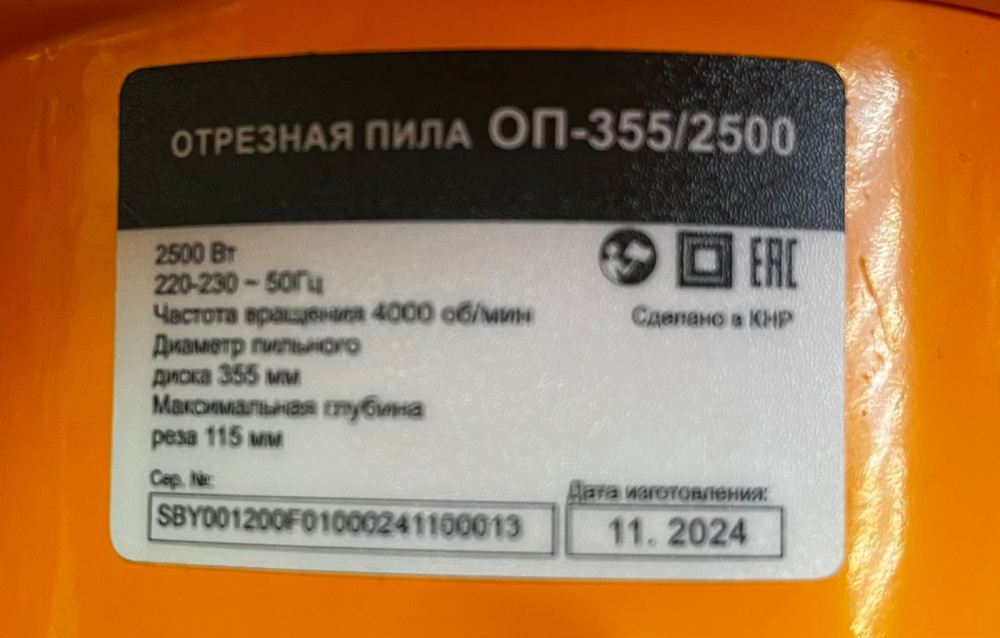 ОТРЕЗНАЯ ПИЛА ОП-355/2500
2500 Вт
220-230 ~ 50Гц
Частота вращения 4000 об/мин
Диаметр пильного
диска 355 мм
Максимальная глубина
реза 115 мм
EAC
Сделано в КНР
Сер. №:
SBY001200F01000241100013
Дата изготовления:
11. 2024